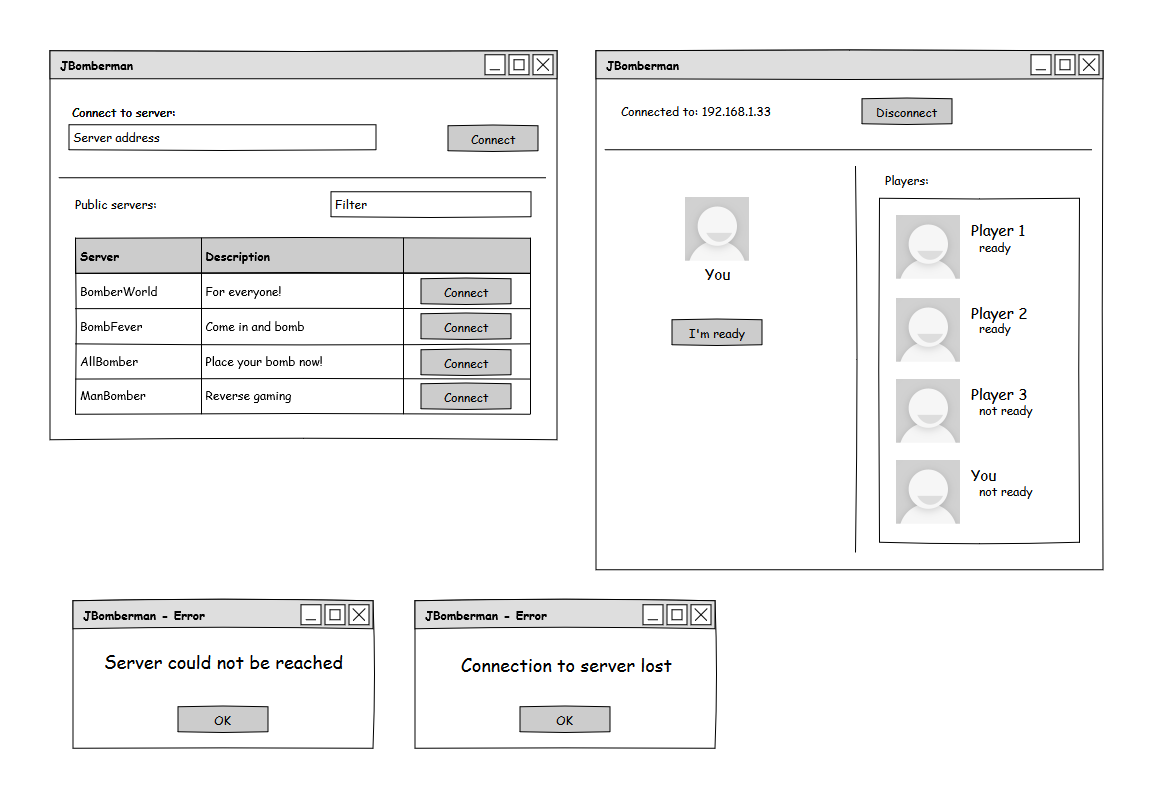 JBomberman
Connect to server:
Server address
Connect
Public servers:
Filter
Server Description
BomberWorld For everyone! Connect
BombFever Come in and bomb Connect
AllBomber Place your bomb now! Connect
ManBomber Reverse gaming Connect
JBomberman
Connected to: 192.168.1.33
Disconnect
You
I'm ready
Players:
Player 1
ready
Player 2
ready
Player 3
not ready
You
not ready
JBomberman - Error
Server could not be reached
OK
JBomberman - Error
Connection to server lost
OK